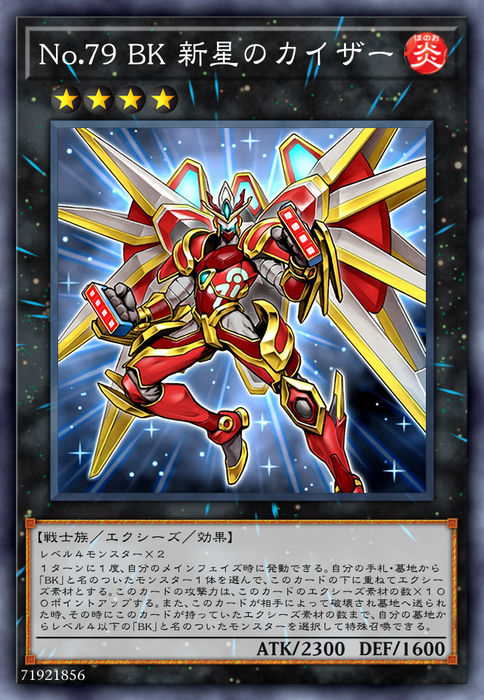 No.79 BK 新星のカイザー
ほのお
炎
79
【戦士族／エクシーズ／効果】
レベル4モンスター×2
1ターンに1度、自分のメインフェイズ時に発動できる。自分の手札・墓地から
「BK」と名のついたモンスター1体を選んで、このカードの下に重ねてエクシー
ズ素材とする。このカードの攻撃力は、このカードのエクシーズ素材の数×10
0ポイントアップする。また、このカードが相手によって破壊され墓地へ送られ
た時、その時にこのカードが持っていたエクシーズ素材の数まで、自分の墓地か
らレベル4以下の「BK」と名のついたモンスターを選択して特殊召喚できる。
ATK/2300 DEF/1600
71921856